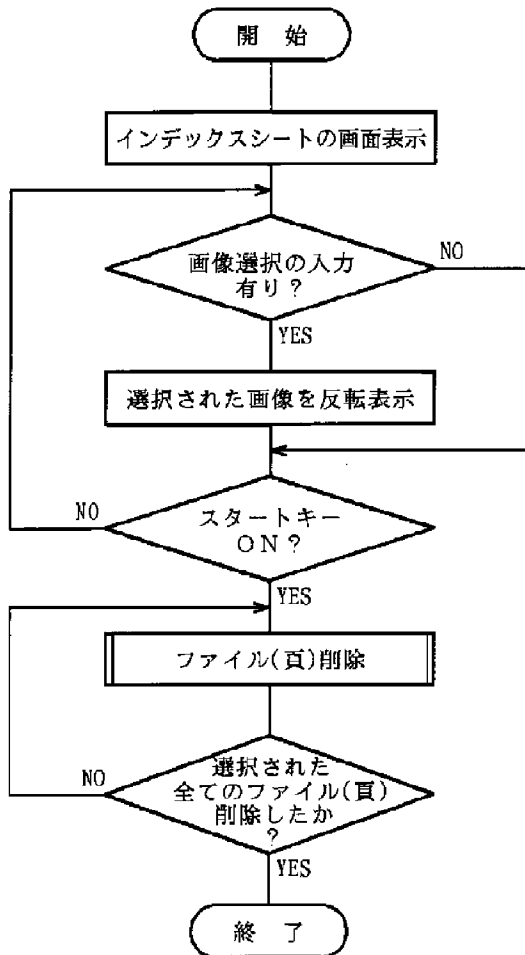 開 始
インデックスシートの画面表示
画像選択の入力
有り?
NO
YES
選択された画像を反転表示
スタートキー
ON?
NO
YES
ファイル(頁)削除
選択された
全てのファイル(頁)
削除したか
?
NO
YES
終 了